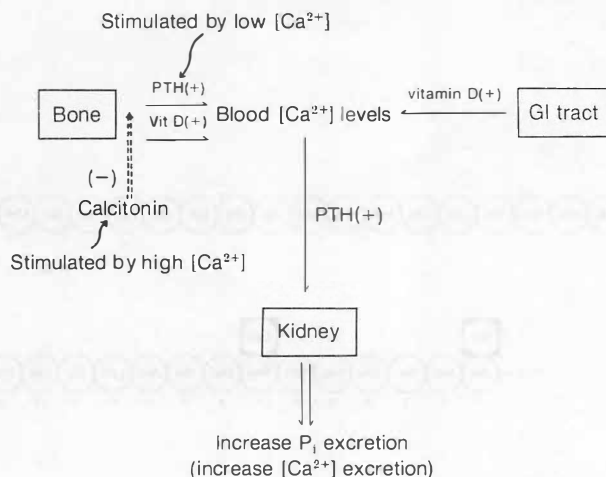 Stimulated by low [Ca²⁺]
PTH(+)
Bone
Vit D(+)
Blood [Ca²⁺] levels
vitamin D(+)
GI tract
(−)
Calcitonin
Stimulated by high [Ca²⁺]
PTH(+)
Kidney
Increase Pᵢ excretion
(increase [Ca²⁺] excretion)